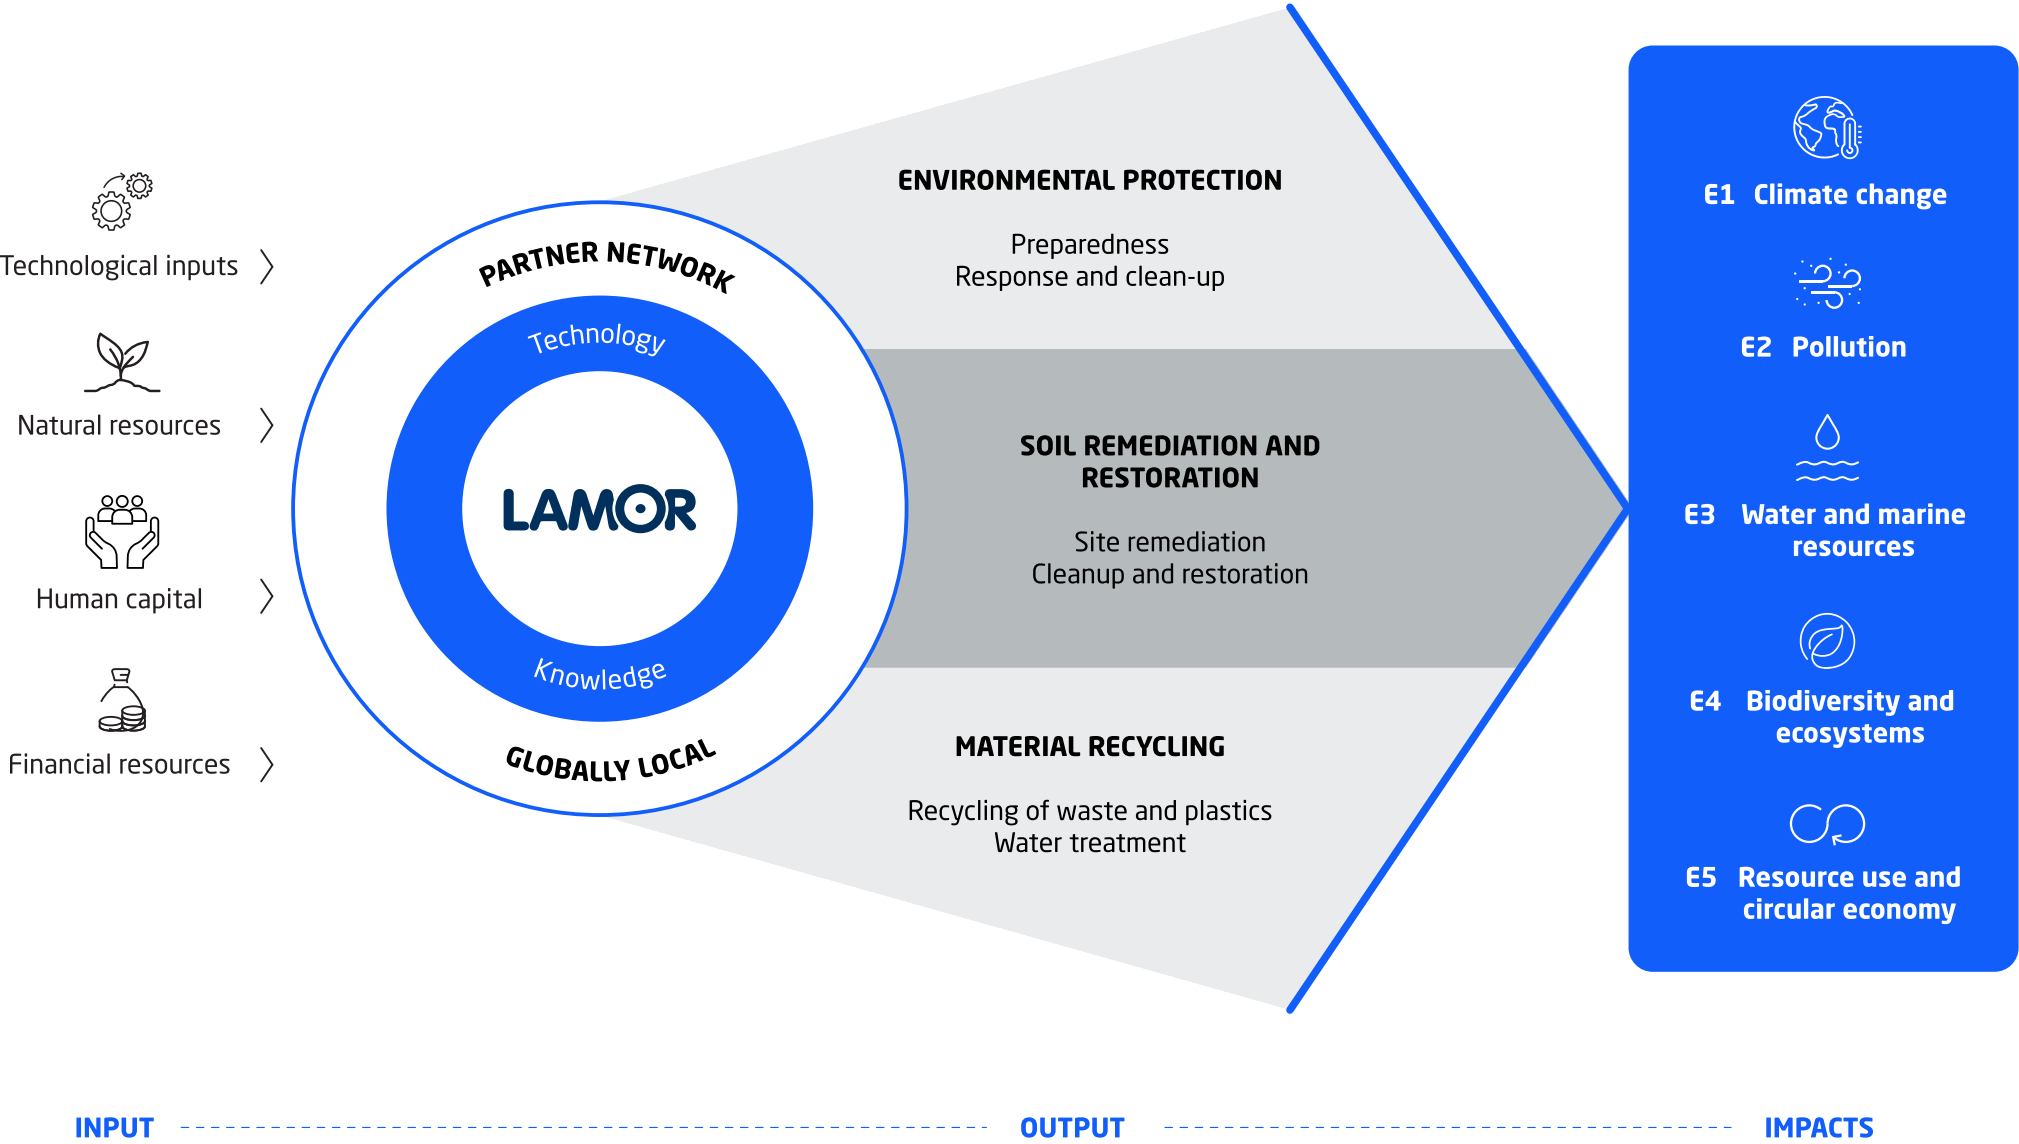 Technological inputs
Natural resources
Human capital
Financial resources
PARTNER NETWORK
Technology
LAMOR
Knowledge
GLOBALLY LOCAL
ENVIRONMENTAL PROTECTION
Preparedness
Response and clean-up
SOIL REMEDIATION AND
RESTORATION
Site remediation
Cleanup and restoration
MATERIAL RECYCLING
Recycling of waste and plastics
Water treatment
E1 Climate change
E2 Pollution
E3 Water and marine
resources
E4 Biodiversity and
ecosystems
E5 Resource use and
circular economy
INPUT OUTPUT IMPACTS